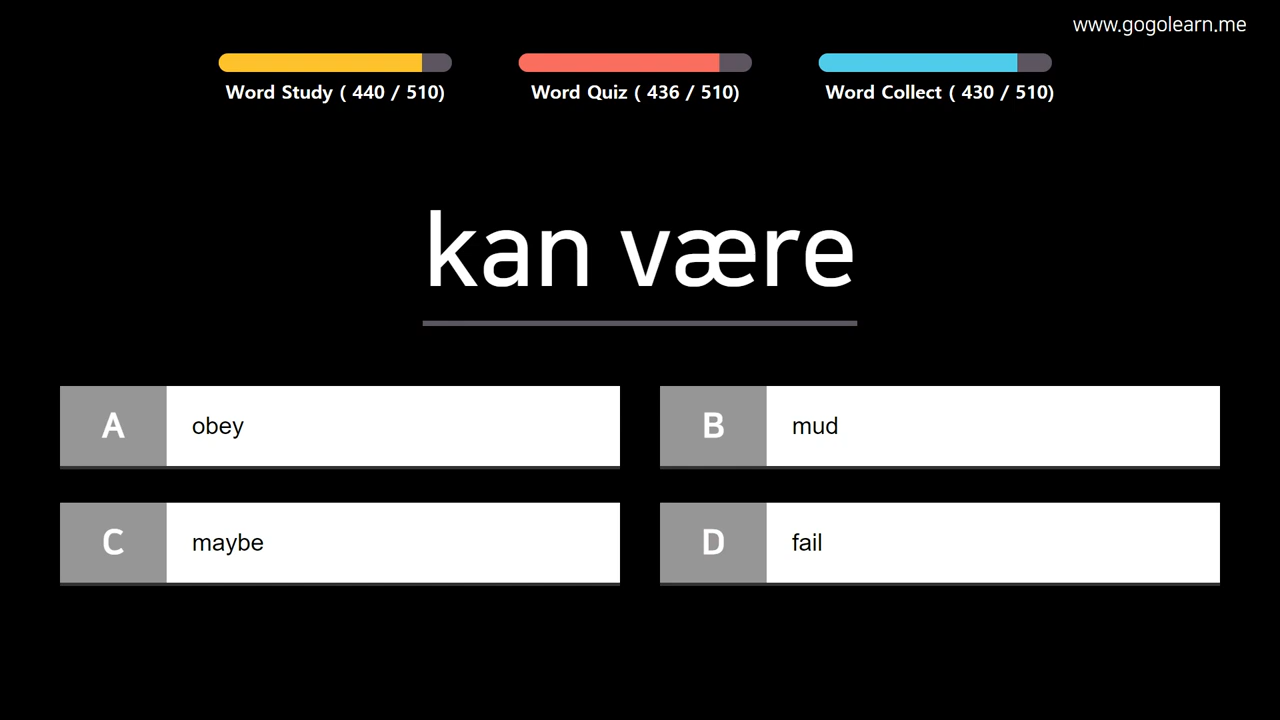 www.gogolearn.me
Word Study ( 440 / 510)
Word Quiz ( 436 / 510)
Word Collect ( 430 / 510)
kan være
A obey
B mud
C maybe
D fail